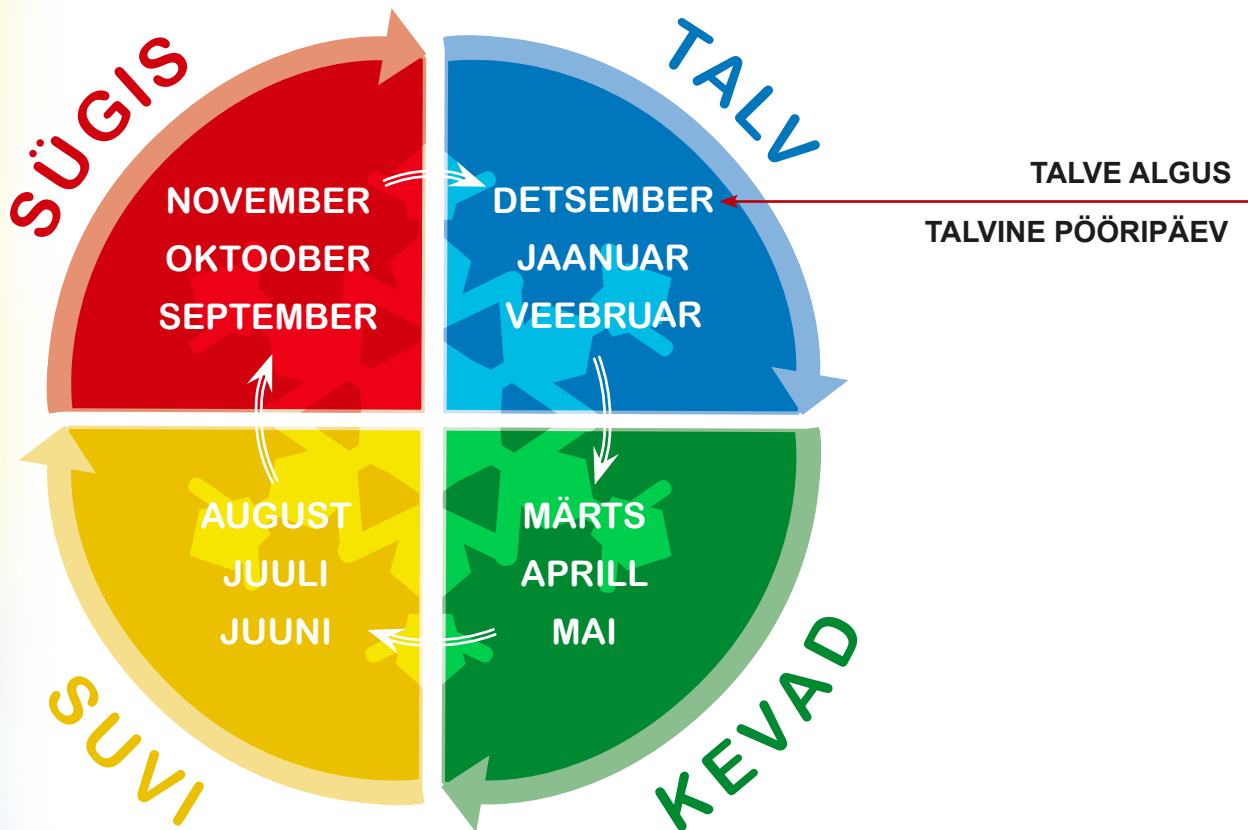 SÜGIS
NOVEMBER
OKTOOBER
SEPTEMBER
TALV
DETSEMBER
JAANUAR
VEEBRUAR
TALVE ALGUS
TALVINE PÖÖRIPÄEV
SUVI
AUGUST
JUULI
JUUNI
KEVAD
MÄRTS
APRILL
MAI